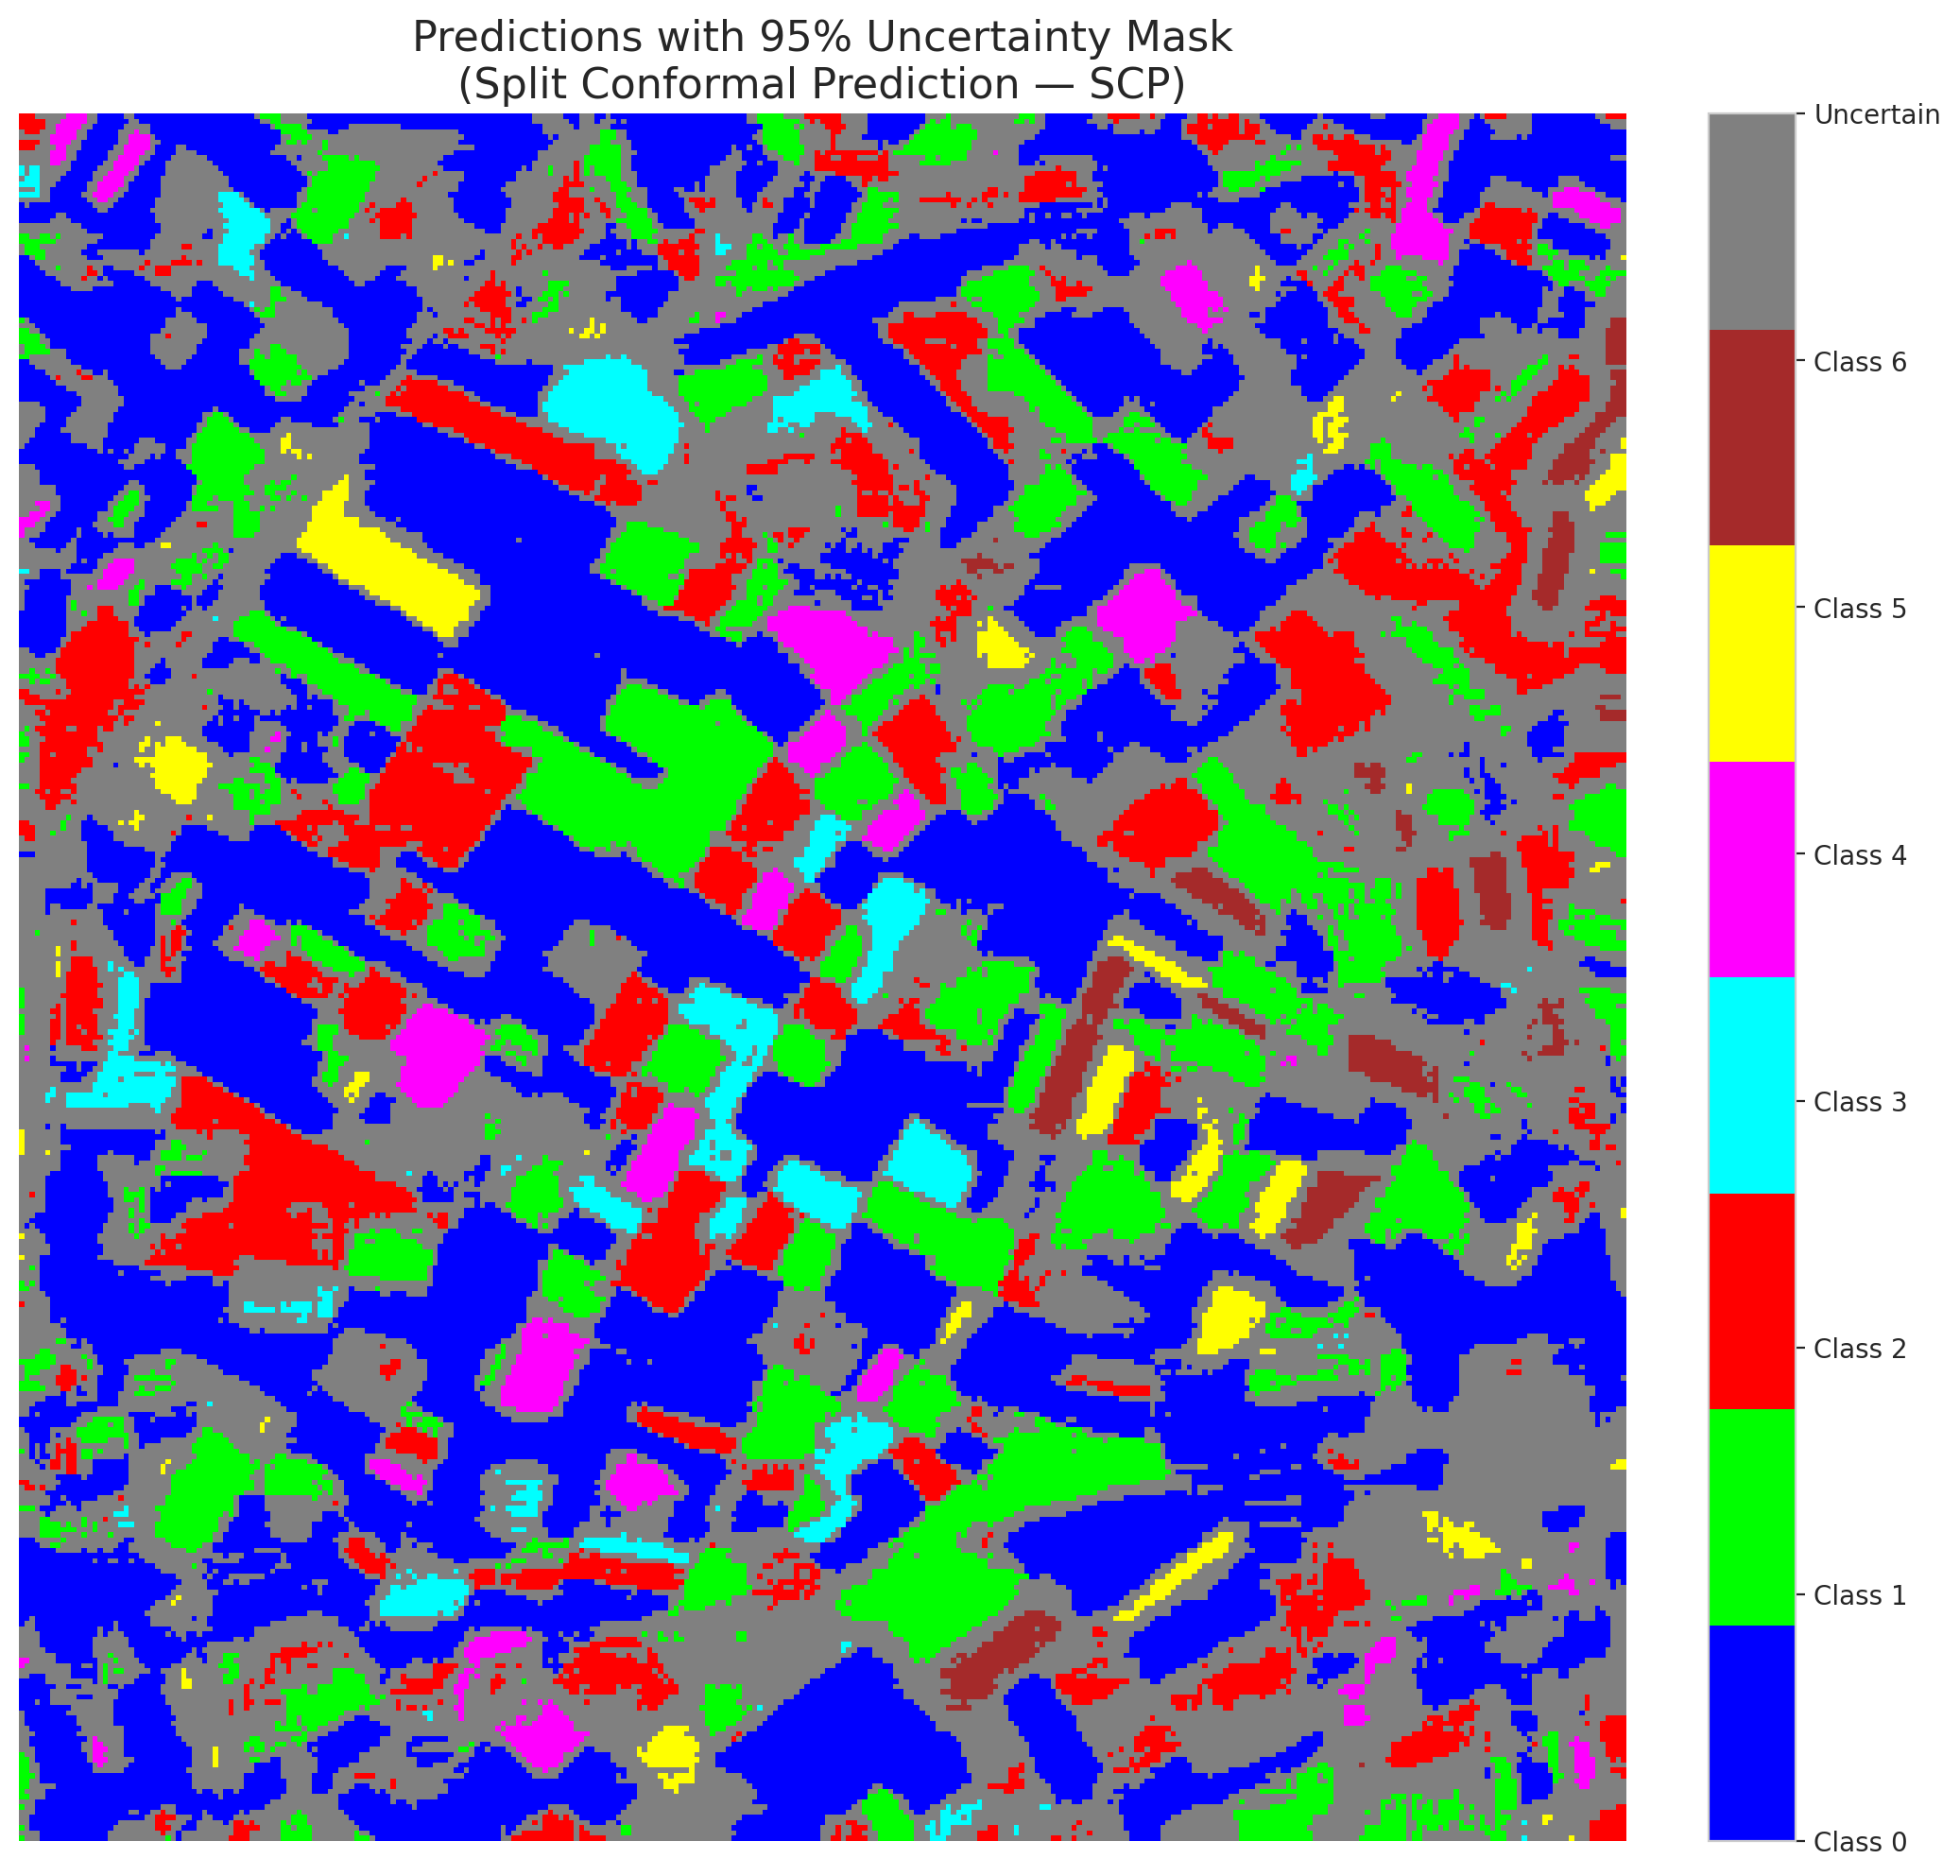 Predictions with 95% Uncertainty Mask
(Split Conformal Prediction — SCP)
Uncertain
Class 6
Class 5
Class 4
Class 3
Class 2
Class 1
Class 0